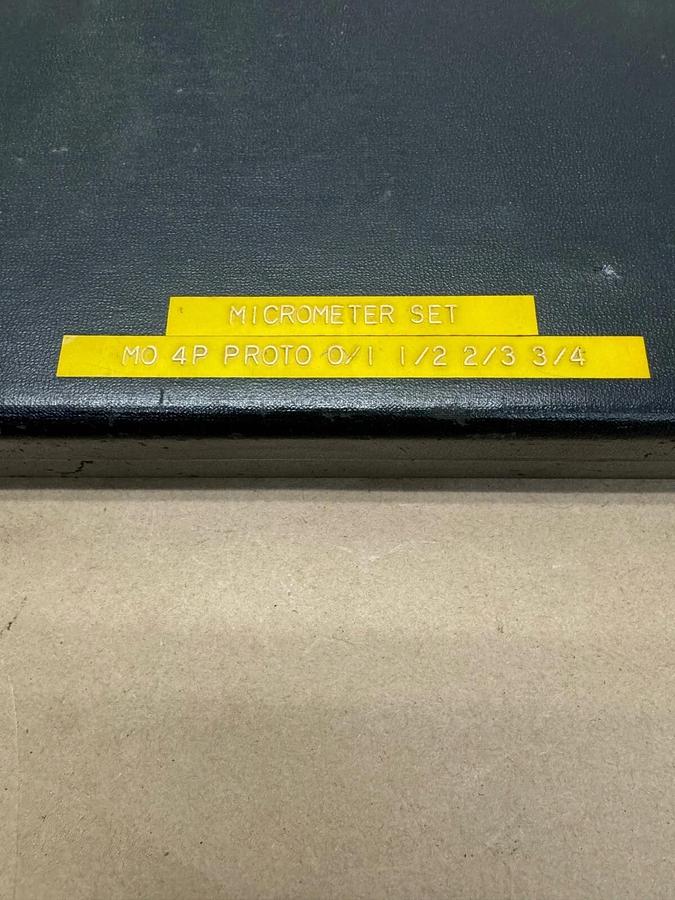 MICROMETER SET
MO 4P PROTO 0/1 1/2 2/3 3/4